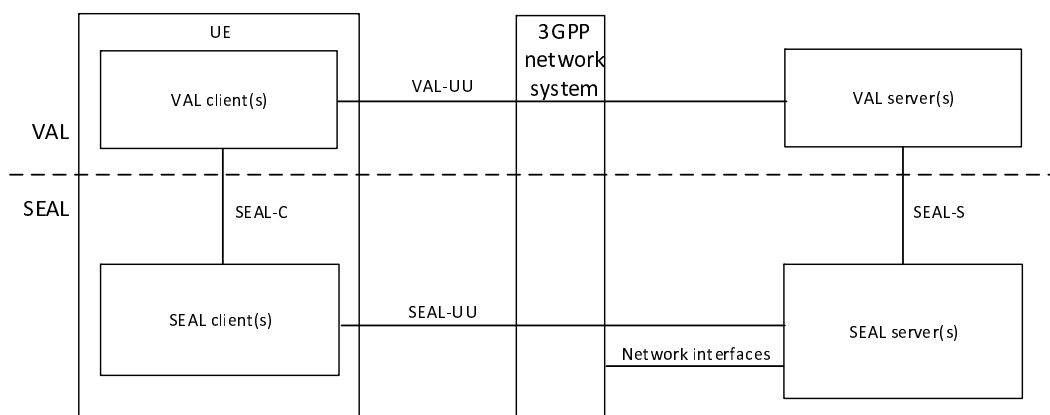 UE
3GPP
network
system
VAL-UU
VAL client(s)
VAL server(s)
VAL
SEAL
SEAL-C
SEAL-S
SEAL-UU
SEAL client(s)
SEAL server(s)
Network interfaces